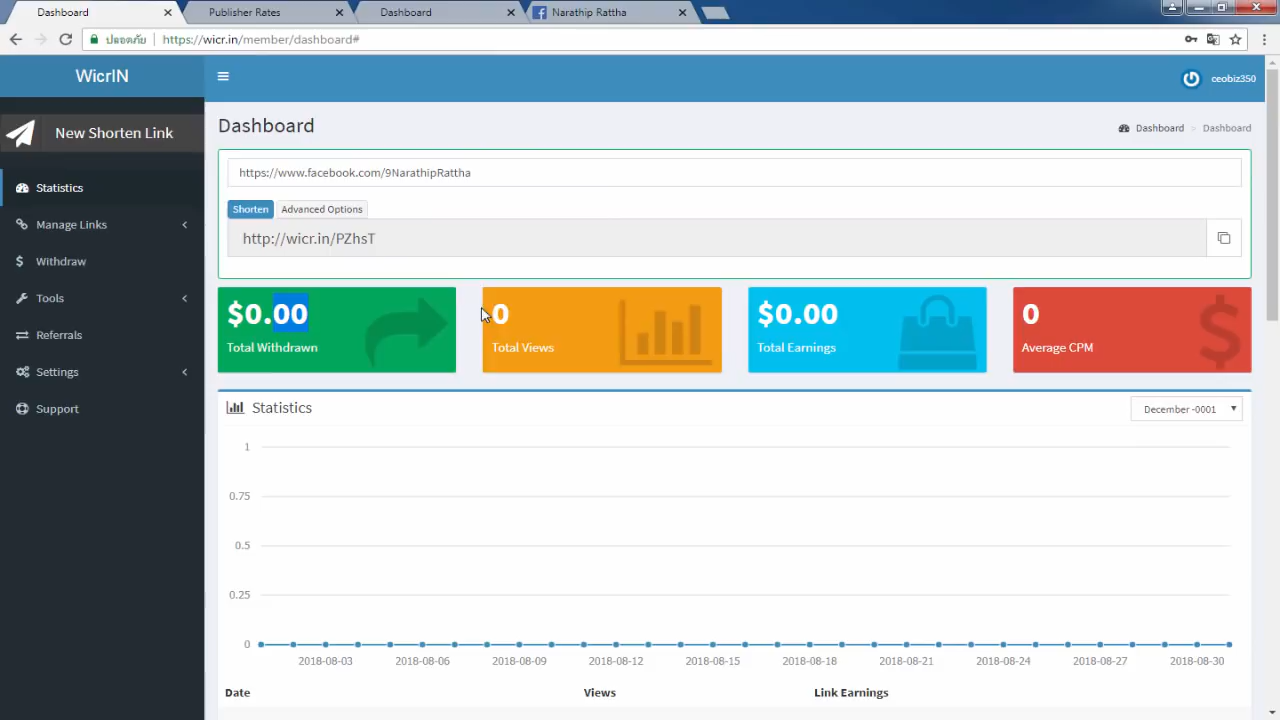 Dashboard
Publisher Rates
Dashboard
Narathip Rattha
ปลอดภัย
https://wicr.in/member/dashboard#
WicrIN
ceobiz350
New Shorten Link
Statistics
Manage Links
Withdraw
Tools
Referrals
Settings
Support
Dashboard
Dashboard > Dashboard
https://www.facebook.com/9NarathipRattha
Shorten
Advanced Options
http://wicr.in/PZhsT
$0.00
Total Withdrawn
0
Total Views
$0.00
Total Earnings
0
Average CPM
Statistics
December -0001
1
0.75
0.5
0.25
0
2018-08-03 2018-08-06 2018-08-09 2018-08-12 2018-08-15 2018-08-18 2018-08-21 2018-08-24 2018-08-27 2018-08-30
Date Views Link Earnings